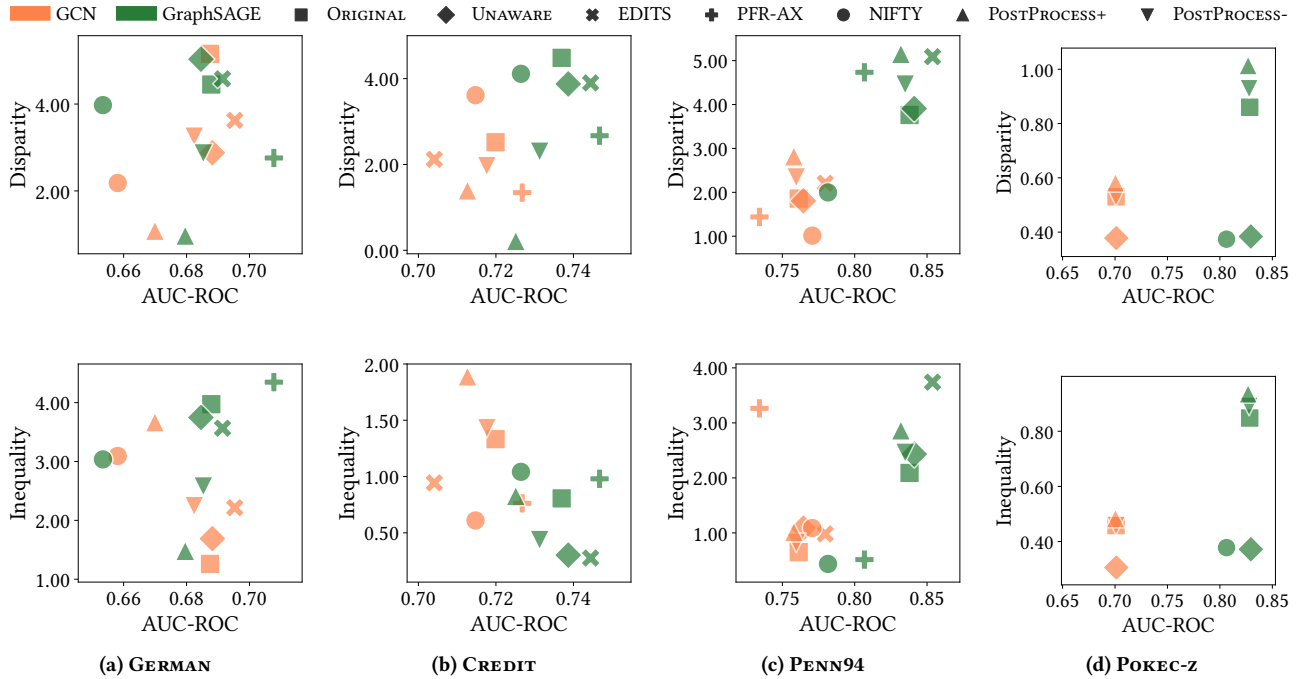 GCN GraphSAGE ORIGINAL UNAWARE EDITS PFR-AX NIFTY POSTPROCESS+ POSTPROCESS-
Disparity
4.00
2.00
0.66 0.68 0.70
AUC-ROC
Disparity
4.00
2.00
0.00
0.70 0.72 0.74
AUC-ROC
Disparity
5.00
4.00
3.00
2.00
1.00
0.75 0.80 0.85
AUC-ROC
Disparity
1.00
0.80
0.60
0.40
0.65 0.70 0.75 0.80 0.85
AUC-ROC
Inequality
4.00
3.00
2.00
1.00
0.66 0.68 0.70
AUC-ROC
Inequality
2.00
1.50
1.00
0.50
0.70 0.72 0.74
AUC-ROC
Inequality
4.00
3.00
2.00
1.00
0.75 0.80 0.85
AUC-ROC
Inequality
0.80
0.60
0.40
0.65 0.70 0.75 0.80 0.85
AUC-ROC
(a) GERMAN
(b) CREDIT
(c) PENN94
(d) POKEC-Z